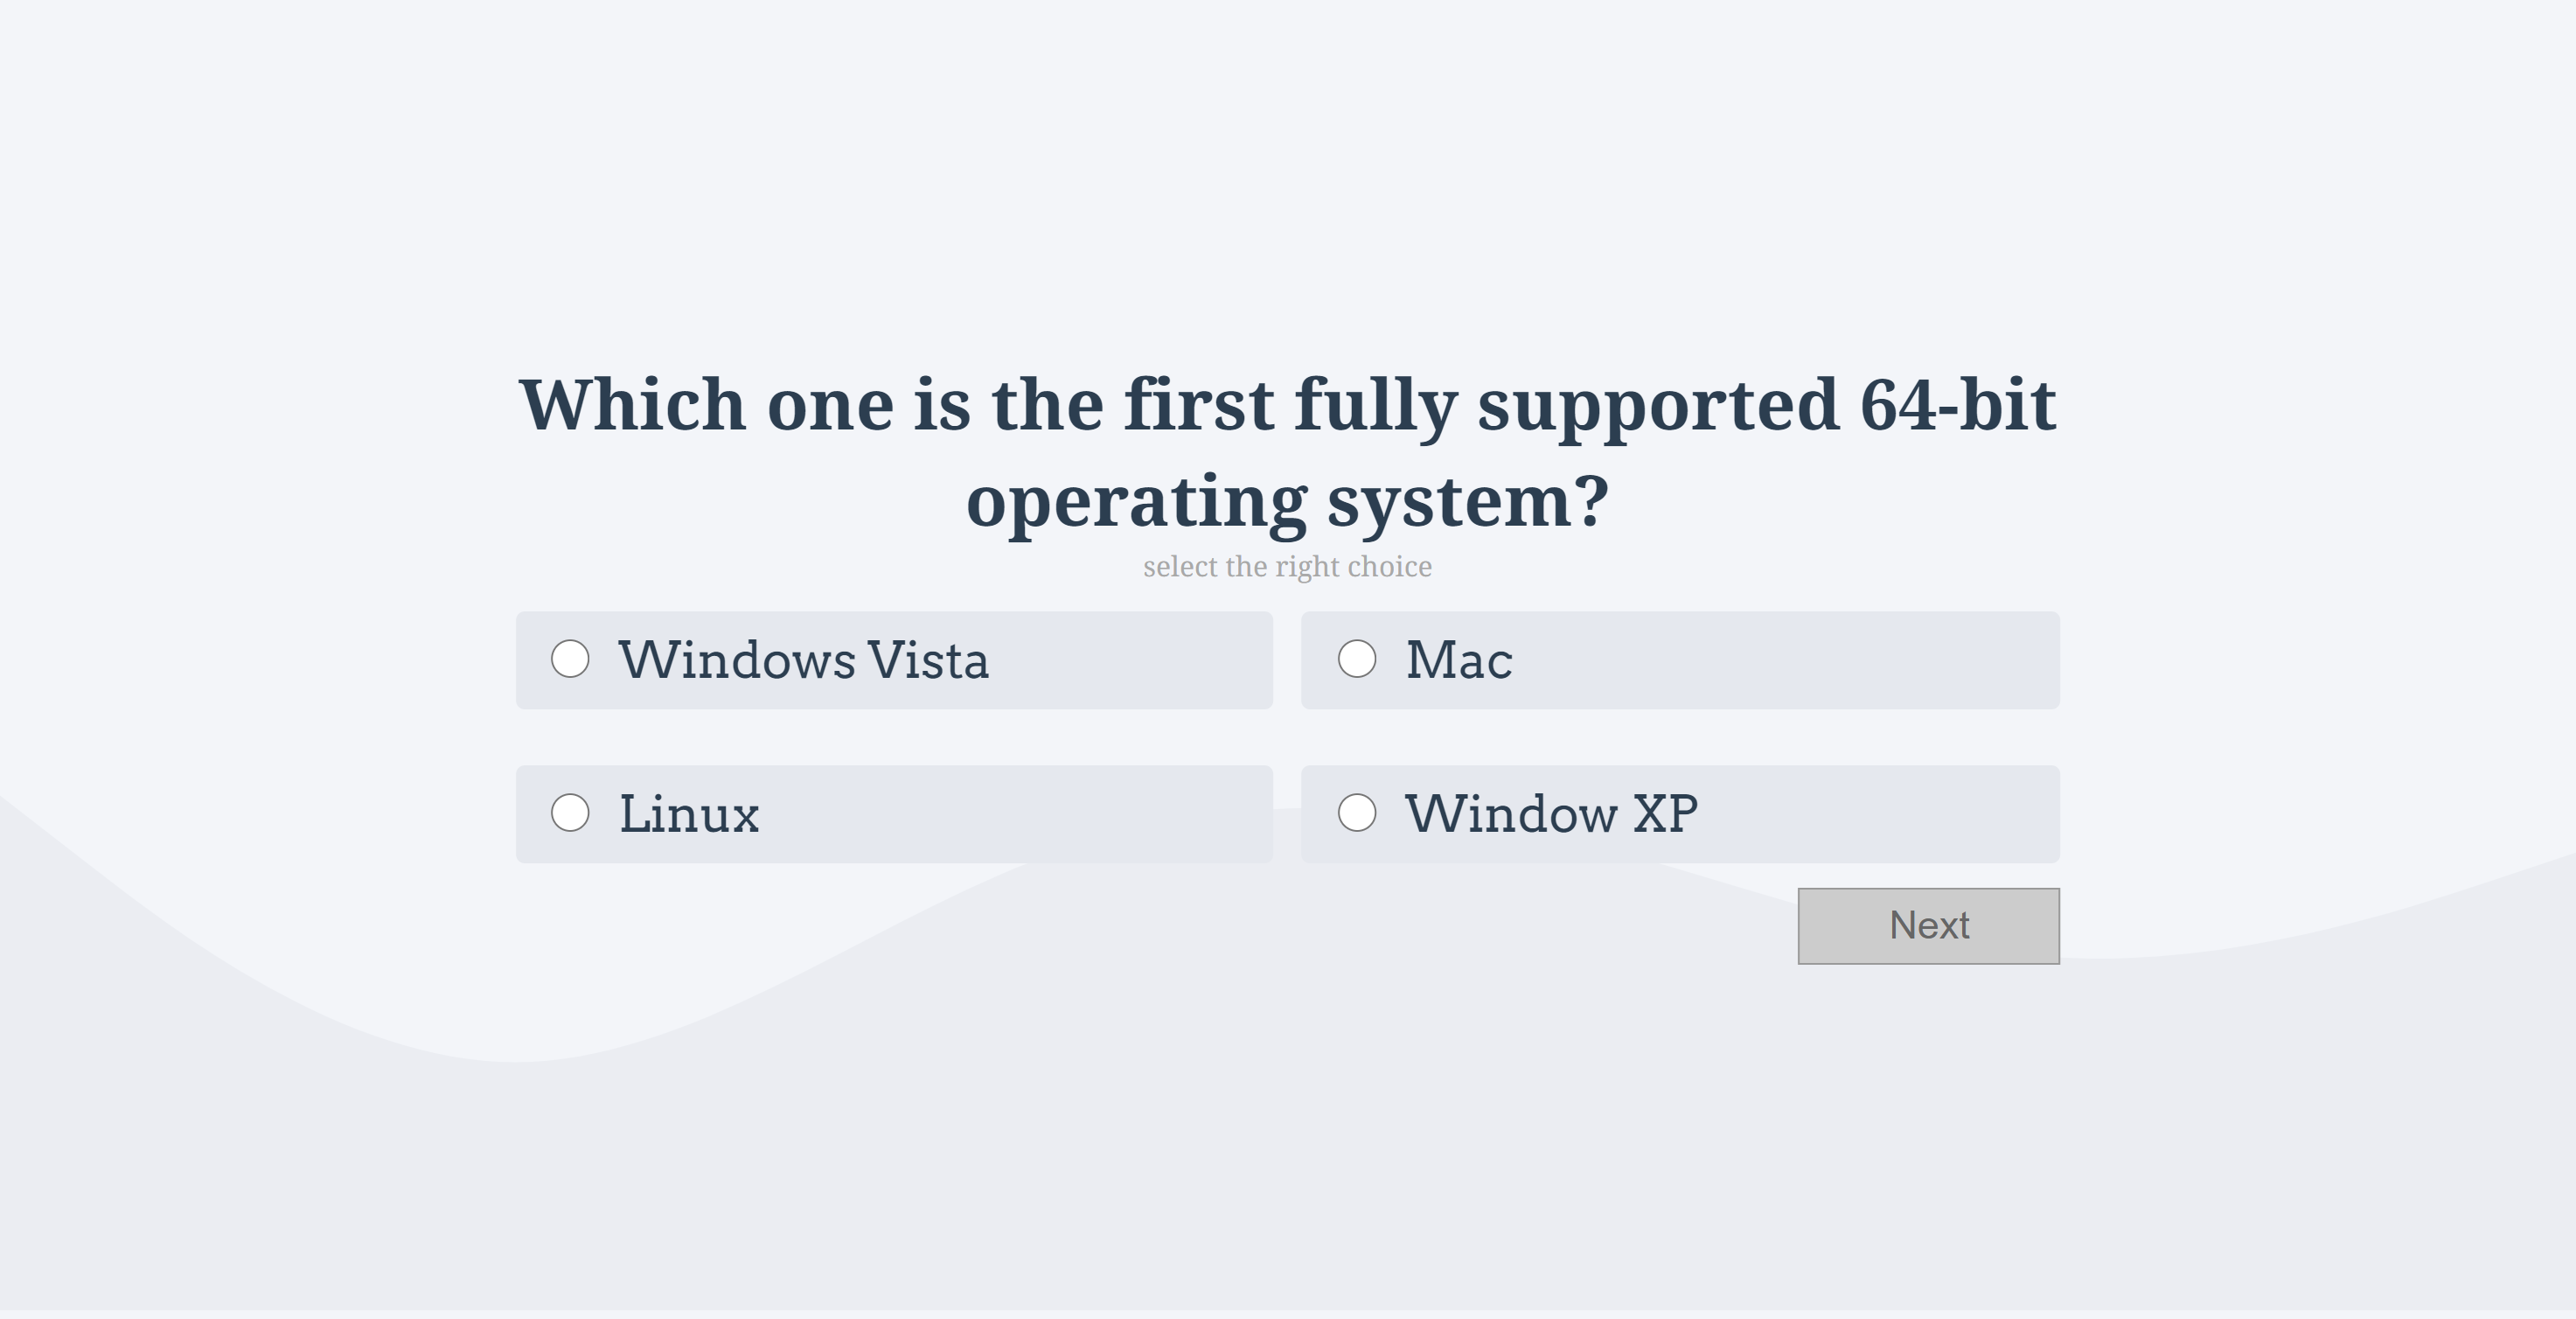 Which one is the first fully supported 64-bit
operating system?
select the right choice
Windows Vista
Mac
Linux
Window XP
Next